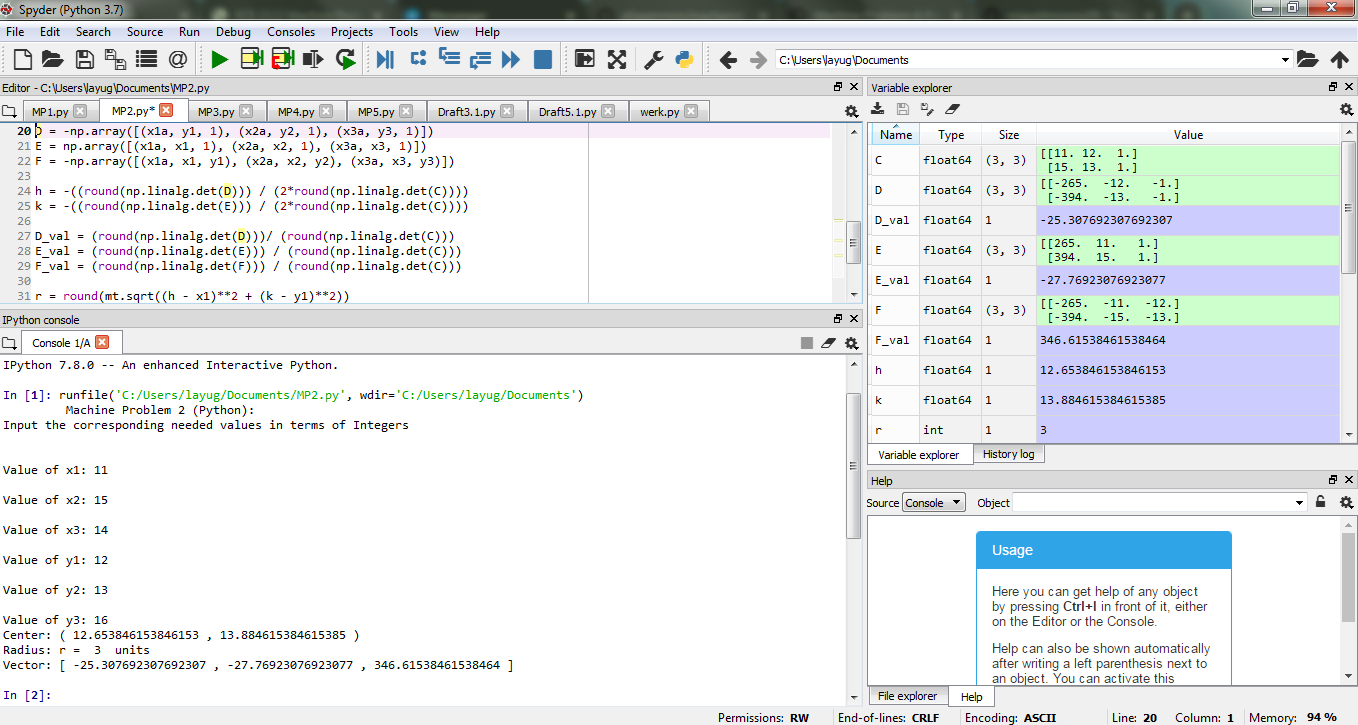 Spyder (Python 3.7)
File Edit Search Source Run Debug Consoles Projects Tools View Help
C:\Users\layug\Documents
Editor - C:\Users\layug\Documents\MP2.py
MP1.py MP2.py* MP3.py MP4.py MP5.py Draft3.1.py Draft5.1.py werk.py
20 D = -np.array([(x1a, y1, 1), (x2a, y2, 1), (x3a, y3, 1)])
21 E = np.array([(x1a, x1, 1), (x2a, x2, 1), (x3a, x3, 1)])
22 F = -np.array([(x1a, x1, y1), (x2a, x2, y2), (x3a, x3, y3)])
23
24 h = -((round(np.linalg.det(D))) / (2*round(np.linalg.det(C))))
25 k = -((round(np.linalg.det(E))) / (2*round(np.linalg.det(C))))
26
27 D_val = (round(np.linalg.det(D)))/ (round(np.linalg.det(C)))
28 E_val = (round(np.linalg.det(E))) / (round(np.linalg.det(C)))
29 F_val = (round(np.linalg.det(F))) / (round(np.linalg.det(C)))
30
31 r = round(mt.sqrt((h - x1)**2 + (k - y1)**2))
IPython console
Console 1/A
IPython 7.8.0 -- An enhanced Interactive Python.
In [1]: runfile('C:/Users/layug/Documents/MP2.py', wdir='C:/Users/layug/Documents')
Machine Problem 2 (Python):
Input the corresponding needed values in terms of Integers
Value of x1: 11
Value of x2: 15
Value of x3: 14
Value of y1: 12
Value of y2: 13
Value of y3: 16
Center: ( 12.653846153846153 , 13.884615384615385 )
Radius: r =  3  units
Vector: [ -25.307692307692307 , -27.76923076923077 , 346.61538461538464 ]
In [2]:
Variable explorer
Name Type Size Value
C float64 (3, 3) [[11. 12.  1.]
[15. 13.  1.]
D float64 (3, 3) [[-265.  -12.   -1.]
[-394.  -13.   -1.]
D_val float64 1 -25.307692307692307
E float64 (3, 3) [[265.  11.   1.]
[394.  15.   1.]
E_val float64 1 -27.76923076923077
F float64 (3, 3) [[-265.  -11.  -12.]
[-394.  -15.  -13.]
F_val float64 1 346.61538461538464
h float64 1 12.653846153846153
k float64 1 13.884615384615385
r int 1 3
Variable explorer History log
Help
Source Console Object
Usage
Here you can get help of any object
by pressing Ctrl+I in front of it, either
on the Editor or the Console.
Help can also be shown automatically
after writing a left parenthesis next to
an object. You can activate this
File explorer Help
Permissions: RW End-of-lines: CRLF Encoding: ASCII Line: 20 Column: 1 Memory: 94 %